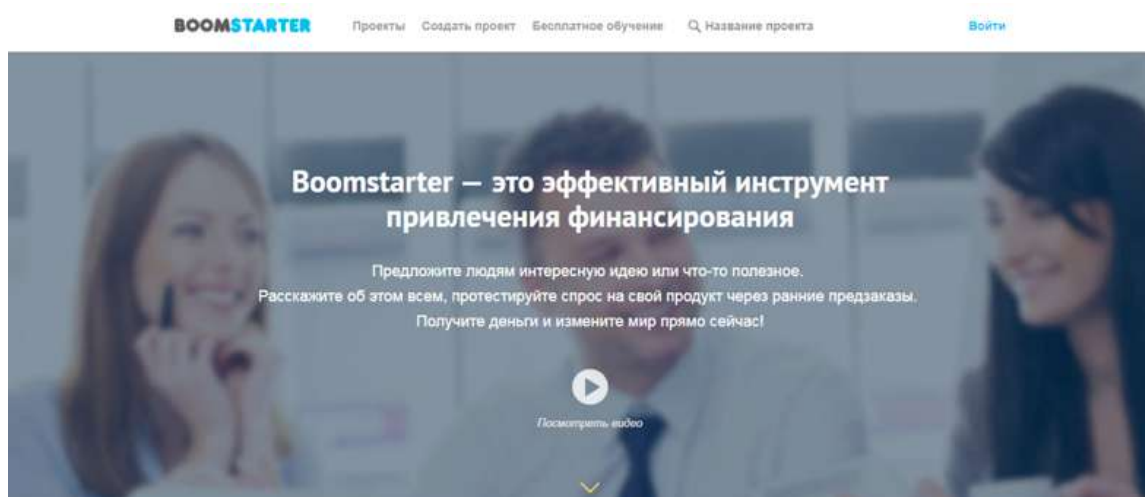 BOOMSTARTER Проекты Создать проект Бесплатное обучение Название проекта Войти
Boomstarter — это эффективный инструмент
привлечения финансирования
Предложите людям интересную идею или что-то полезное.
Расскажите об этом всем, протестируйте спрос на свой продукт через ранние предзаказы.
Получите деньги и измените мир прямо сейчас!
Посмотреть видео